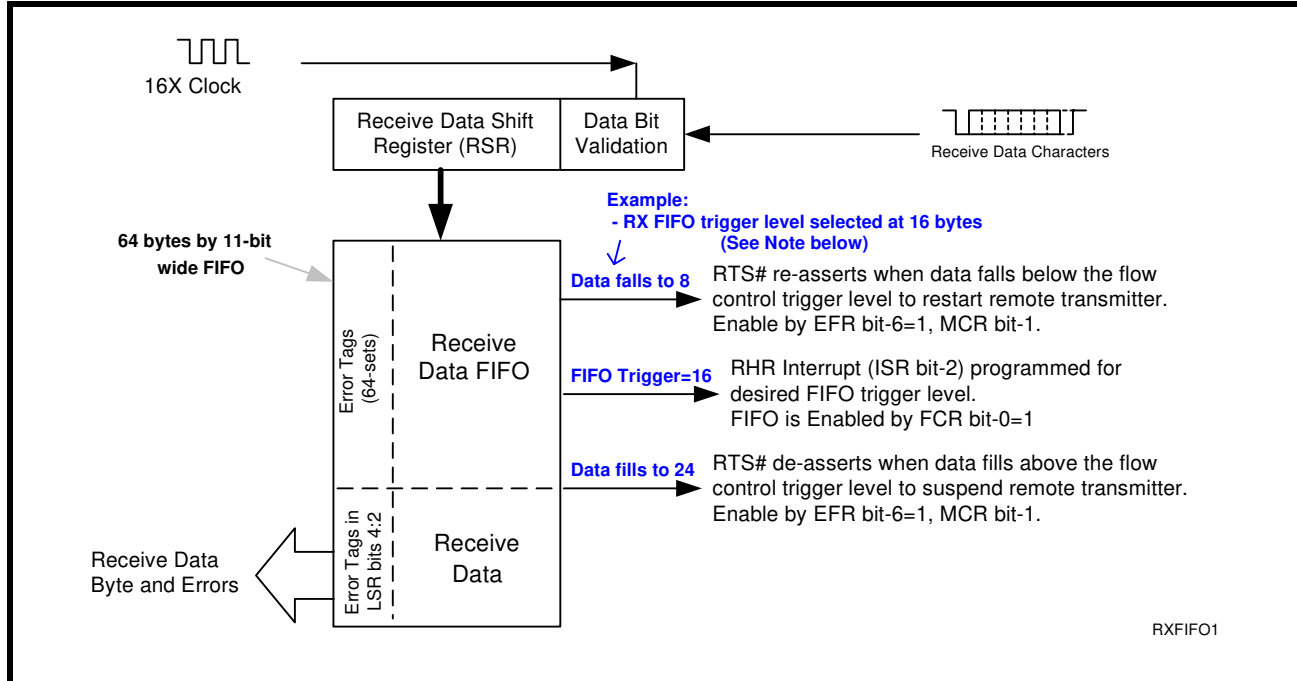 16X Clock
Receive Data Shift
Register (RSR)
Data Bit
Validation
Receive Data Characters
Example:
- RX FIFO trigger level selected at 16 bytes
(See Note below)
64 bytes by 11-bit
wide FIFO
Error Tags
(64-sets)
Receive
Data FIFO
Data falls to 8
RTS# re-asserts when data falls below the flow
control trigger level to restart remote transmitter.
Enable by EFR bit-6=1, MCR bit-1.
FIFO Trigger=16
RHR Interrupt (ISR bit-2) programmed for
desired FIFO trigger level.
FIFO is Enabled by FCR bit-0=1
Data fills to 24
RTS# de-asserts when data fills above the flow
control trigger level to suspend remote transmitter.
Enable by EFR bit-6=1, MCR bit-1.
Error Tags in
LSR bits 4:2
Receive
Data
Receive Data
Byte and Errors
RXFIFO1